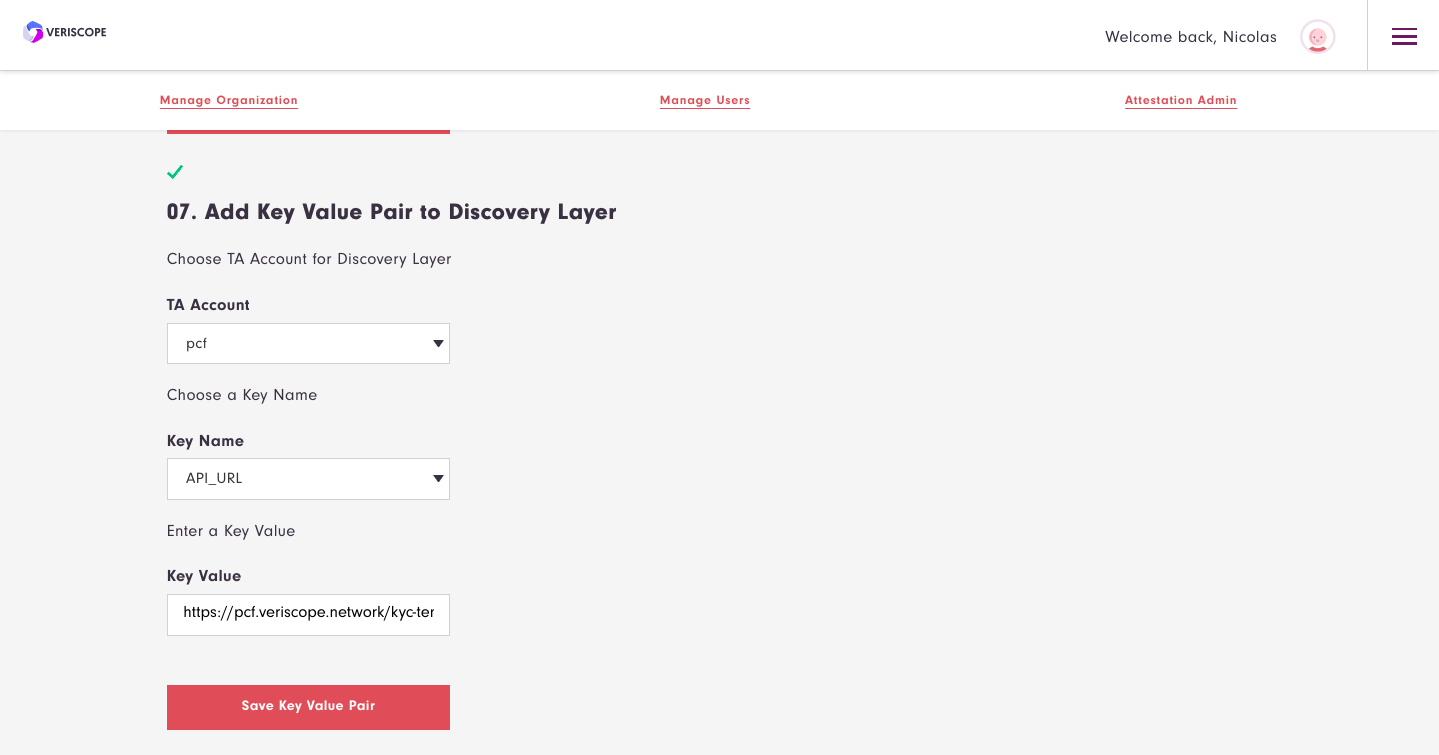 VERISCOPE
Welcome back, Nicolas
Manage Organization
Manage Users
Attestation Admin
07. Add Key Value Pair to Discovery Layer
Choose TA Account for Discovery Layer
TA Account
pcf
Choose a Key Name
Key Name
API_URL
Enter a Key Value
Key Value
https://pcf.veriscope.network/kyc-ter
Save Key Value Pair